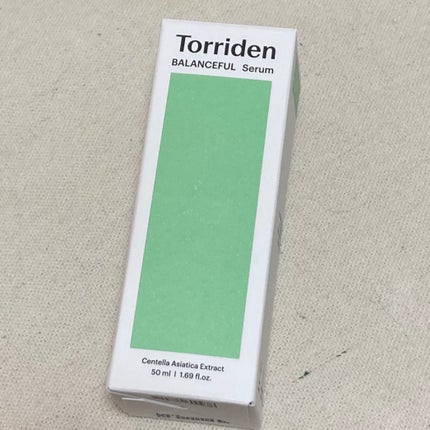 Torriden
BALANCEFUL Serum
Centella Asiatica Extract
50 ml | 1.69 fl.oz.